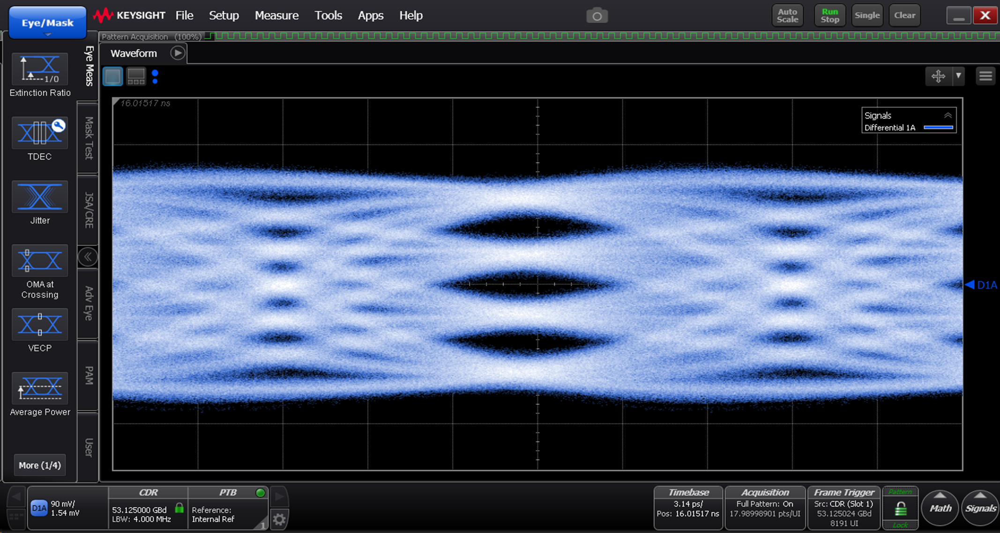 Eye/Mask
KEYSIGHT File Setup Measure Tools Apps Help
Auto Scale
Run Stop
Single
Clear
X
Pattern Acquisition (100%)
Waveform
1/0
Extinction Ratio
TDEC
Jitter
OMA at
Crossing
VECP
Average Power
More (1/4)
Eye Meas
Mask Test
JSA/CRE
Adv Eye
PAM
User
16.01517 ns
Signals
Differential 1A
D1A
D1A
90 mV/
1.54 mV
CDR
53.125000 GBd
LBW: 4.000 MHz
PTB
Reference:
Internal Ref
1
Timebase
3.14 ps/
Pos: 16.01517 ns
Acquisition
Full Pattern: On
17.98998901 pts/UI
Frame Trigger
Src: CDR (Slot 1)
53.125024 GBd
8191 UI
Pattern
Lock
Math
Signals